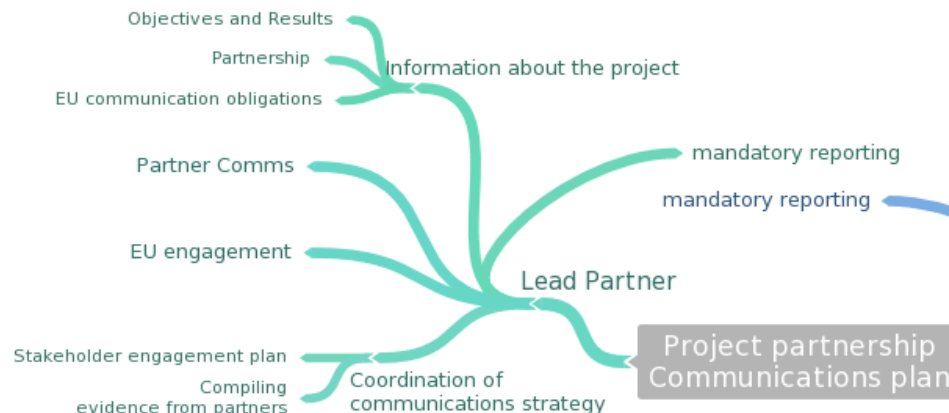 Objectives and Results
Partnership
Information about the project
EU communication obligations
mandatory reporting
Partner Comms
mandatory reporting
EU engagement
Lead Partner
Project partnership
Communications plan
Stakeholder engagement plan
Coordination of
communications strategy
Compiling
evidence from partners